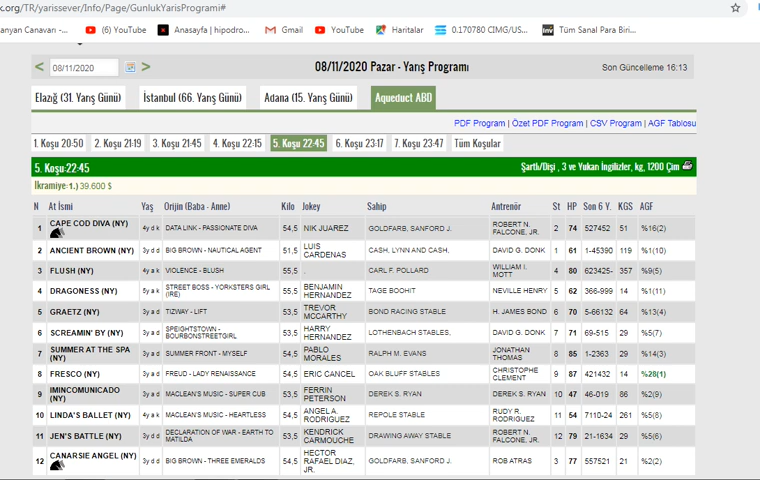 k.org/TR/yarissever/Info/Page/GunlukYarisProgrami#
anyan Canavarı -... (6) YouTube Anasayfa | hipodro... Gmail YouTube Haritalar 0.170780 CIMG/US... Tüm Sanal Para Biri...
< 08/11/2020 > 08/11/2020 Pazar - Yarış Programı Son Güncelleme 16:13
Elazığ (31. Yarış Günü) İstanbul (66. Yarış Günü) Adana (15. Yarış Günü) Aqueduct ABD
PDF Program | Özet PDF Program | CSV Program | AGF Tablosu
1. Koşu 20:50 2. Koşu 21:19 3. Koşu 21:45 4. Koşu 22:15 5. Koşu 22:45 6. Koşu 23:17 7. Koşu 23:47 Tüm Koşular
5. Koşu:22:45 Şartlı/Dişi , 3 ve Yukarı İngilizler, kg, 1200 Çim
Ikramiye: 1.) 39.600 $
N At İsmi Yaş Orijin (Baba - Anne) Kilo Jokey Sahip Antrenör St HP Son 6 Y. KGS AGF
1 CAPE COD DIVA (NY) 4y d k DATA LINK - PASSIONATE DIVA 54,5 NIK JUAREZ GOLDFARB, SANFORD J. ROBERT N. FALCONE, JR. 2 74 527452 51 %16(2)
2 ANCIENT BROWN (NY) 3y d d BIG BROWN - NAUTICAL AGENT 51,5 LUIS CARDENAS CASH, LYNN AND CASH, DAVID G. DONK 1 61 1-45390 119 %1(10)
3 FLUSH (NY) 4y a k VIOLENCE - BLUSH 55,5 . CARL F. POLLARD WILLIAM I. MOTT 4 80 623425- 357 %9(5)
4 DRAGONESS (NY) 5y a k STREET BOSS - YORKSTERS GIRL (IRE) 55,5 BENJAMIN HERNANDEZ TAGE BOOHIT NEVILLE HENRY 5 62 366-999 14 %1(11)
5 GRAETZ (NY) 3y a d TIZWAY - LIFT 53,5 TREVOR MCCARTHY BOND RACING STABLE H. JAMES BOND 6 70 5-66132 64 %13(4)
6 SCREAMIN' BY (NY) 3y a d SPEIGHTSTOWN - BOURBONSTREETGIRL 53,5 HARRY HERNANDEZ LOTHENBACH STABLES, DAVID G. DONK 7 71 69-515 29 %5(7)
7 SUMMER AT THE SPA (NY) 3y a d SUMMER FRONT - MYSELF 54,5 PABLO MORALES RALPH M. EVANS JONATHAN THOMAS 8 85 1-2363 29 %14(3)
8 FRESCO (NY) 3y a d FREUD - LADY RENAISSANCE 54,5 ERIC CANCEL OAK BLUFF STABLES CHRISTOPHE CLEMENT 9 87 421432 14 %28(1)
9 IMINCOMUNICADO (NY) 3y a d MACLEAN'S MUSIC - SUPER CUB 53,5 FERRIN PETERSON DEREK S. RYAN DEREK S. RYAN 10 47 46-019 86 %2(9)
10 LINDA'S BALLET (NY) 4y a k MACLEAN'S MUSIC - HEARTLESS 54,5 ANGEL A. RODRIGUEZ REPOLE STABLE RUDY R. RODRIGUEZ 11 54 7110-24 261 %5(8)
11 JEN'S BATTLE (NY) 3y d d DECLARATION OF WAR - EARTH TO MATILDA 53,5 KENDRICK CARMOUCHE DRAWING AWAY STABLE ROBERT N. FALCONE, JR. 12 79 21-1634 29 %5(6)
12 CANARSIE ANGEL (NY) 3y d d BIG BROWN - THREE EMERALDS 54,5 HECTOR RAFAEL DIAZ, JR. GOLDFARB, SANFORD J. ROB ATRAS 3 77 557521 21 %2(2)